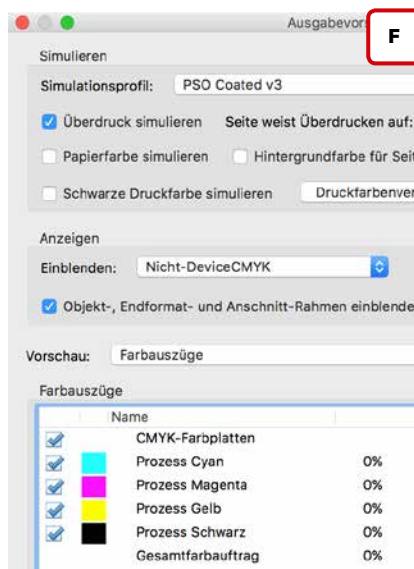 Ausgabevor
F
Simulieren
Simulationsprofil: PSO Coated v3
Überdruck simulieren Seite weist Überdrucken auf:
Papierfarbe simulieren Hintergrundfarbe für Seit
Schwarze Druckfarbe simulieren Druckfarbenver
Anzeigen
Einblenden: Nicht-DeviceCMYK
Objekt-, Endformat- und Anschnitt-Rahmen einblende
Vorschau: Farbauszüge
Farbauszüge
Name
CMYK-Farbplatten
Prozess Cyan 0%
Prozess Magenta 0%
Prozess Gelb 0%
Prozess Schwarz 0%
Gesamtfarbauftrag 0%